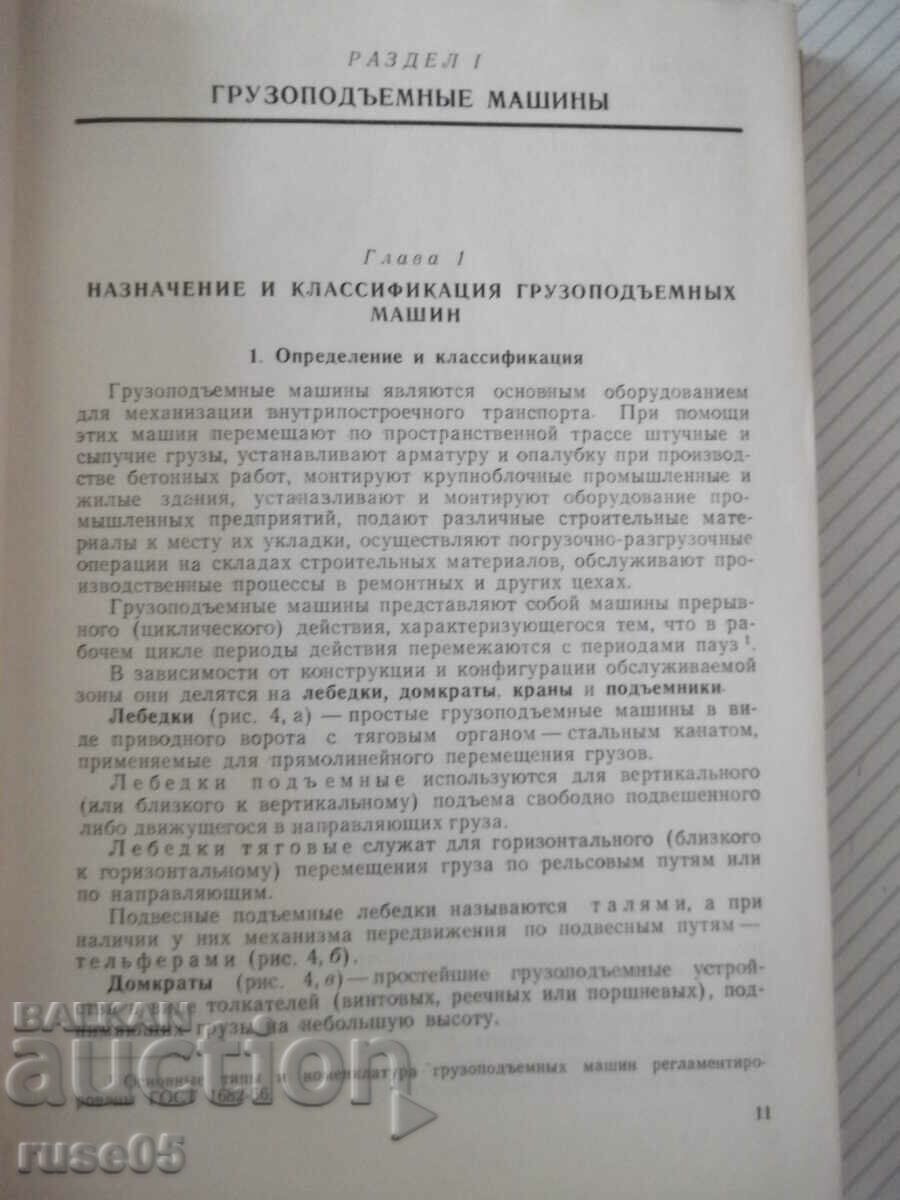 РАЗДЕЛ I
ГРУЗОПОДЪЕМНЫЕ МАШИНЫ
Глава 1
НАЗНАЧЕНИЕ И КЛАССИФИКАЦИЯ ГРУЗОПОДЪЕМНЫХ
МАШИН
1. Определение и классификация
Грузоподъемные машины являются основным оборудованием
для механизации внутрипостроечного транспорта. При помощи
этих машин перемещают по пространственной трассе штучные и
сыпучие грузы, устанавливают арматуру и опалубку при производ-
стве бетонных работ, монтируют крупноблочные промышленные и
жилые здания, устанавливают и монтируют оборудование про-
мышленных предприятий, подают различные строительные мате-
риалы к месту их укладки, осуществляют погрузочно-разгрузочные
операции на складах строительных материалов, обслуживают про-
изводственные процессы в ремонтных и других цехах.
Грузоподъемные машины представляют собой машины прерыв-
ного (циклического) действия, характеризующегося тем, что в ра-
бочем цикле периоды действия перемежаются с периодами пауз ¹.
В зависимости от конструкции и конфигурации обслуживаемой
зоны они делятся на лебедки, домкраты, краны и подъемники.
Лебедки (рис. 4, а) — простые грузоподъемные машины в ви-
де приводного ворота с тяговым органом — стальным канатом,
применяемые для прямолинейного перемещения грузов.
Лебедки подъемные используются для вертикального
(или близкого к вертикальному) подъема свободно подвешенного
либо движущегося в направляющих груза.
Лебедки тяговые служат для горизонтального (близкого
к горизонтальному) перемещения груза по рельсовым путям или
по направляющим.
Подвесные подъемные лебедки называются талями, а при
наличии у них механизма передвижения по подвесным путям —
тельферами (рис. 4, б).
Домкраты (рис. 4, в) — простейшие грузоподъемные устрой-
ства в виде толкателей (винтовых, реечных или поршневых), под-
нимающих грузы на небольшую высоту.
Основные типы и номенклатура грузоподъемных машин регламентиро-
рованы ГОСТ 1682-56.
11
BALKAN
auction
ruse05